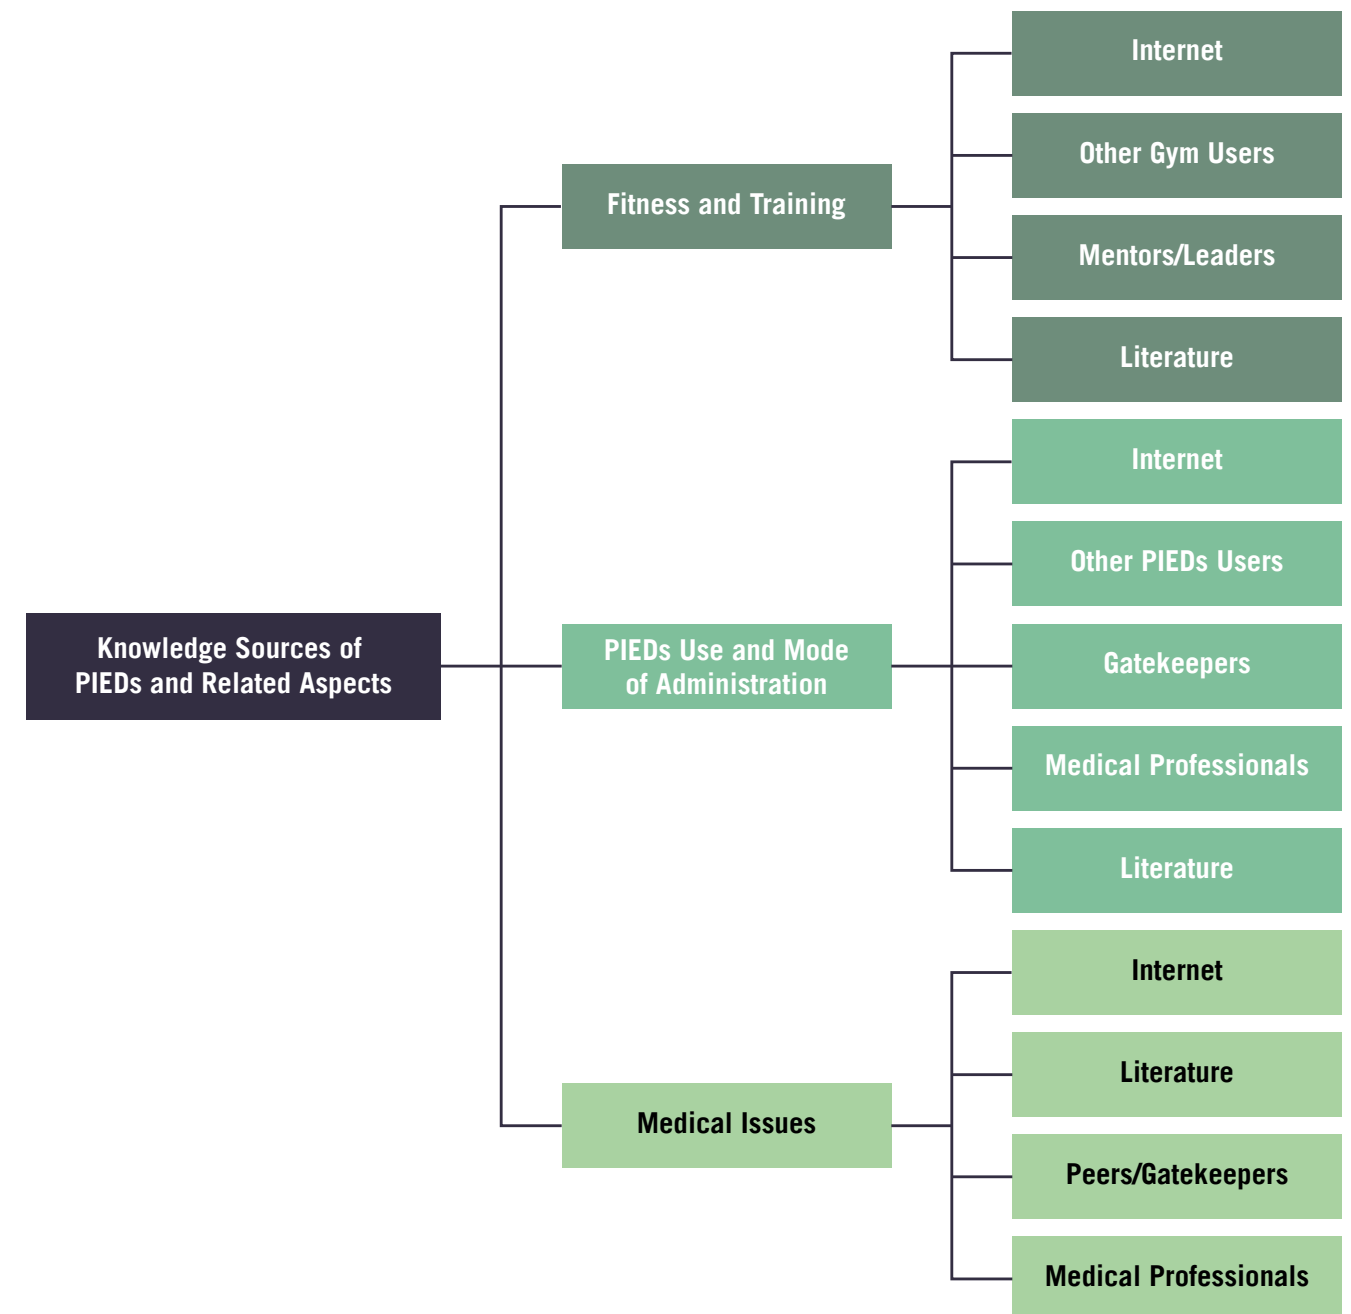 Knowledge Sources of
PIEDs and Related Aspects
Fitness and Training
Internet
Other Gym Users
Mentors/Leaders
Literature
PIEDs Use and Mode
of Administration
Internet
Other PIEDs Users
Gatekeepers
Medical Professionals
Literature
Medical Issues
Internet
Literature
Peers/Gatekeepers
Medical Professionals